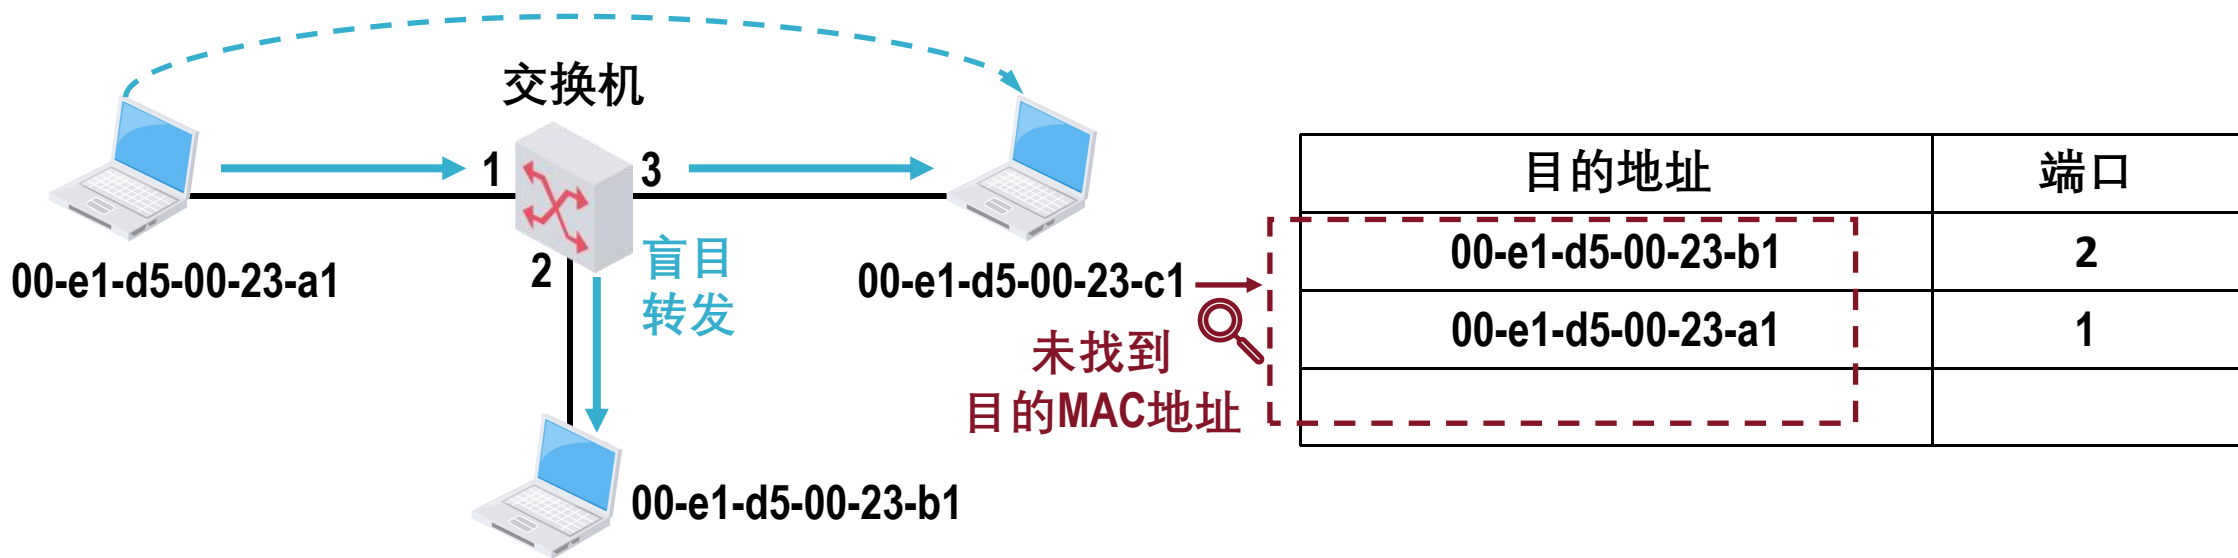 交换机
1
3
2
盲目
转发
00-e1-d5-00-23-a1
00-e1-d5-00-23-c1
00-e1-d5-00-23-b1
未找到
目的MAC地址
目的地址 端口
00-e1-d5-00-23-b1 2
00-e1-d5-00-23-a1 1